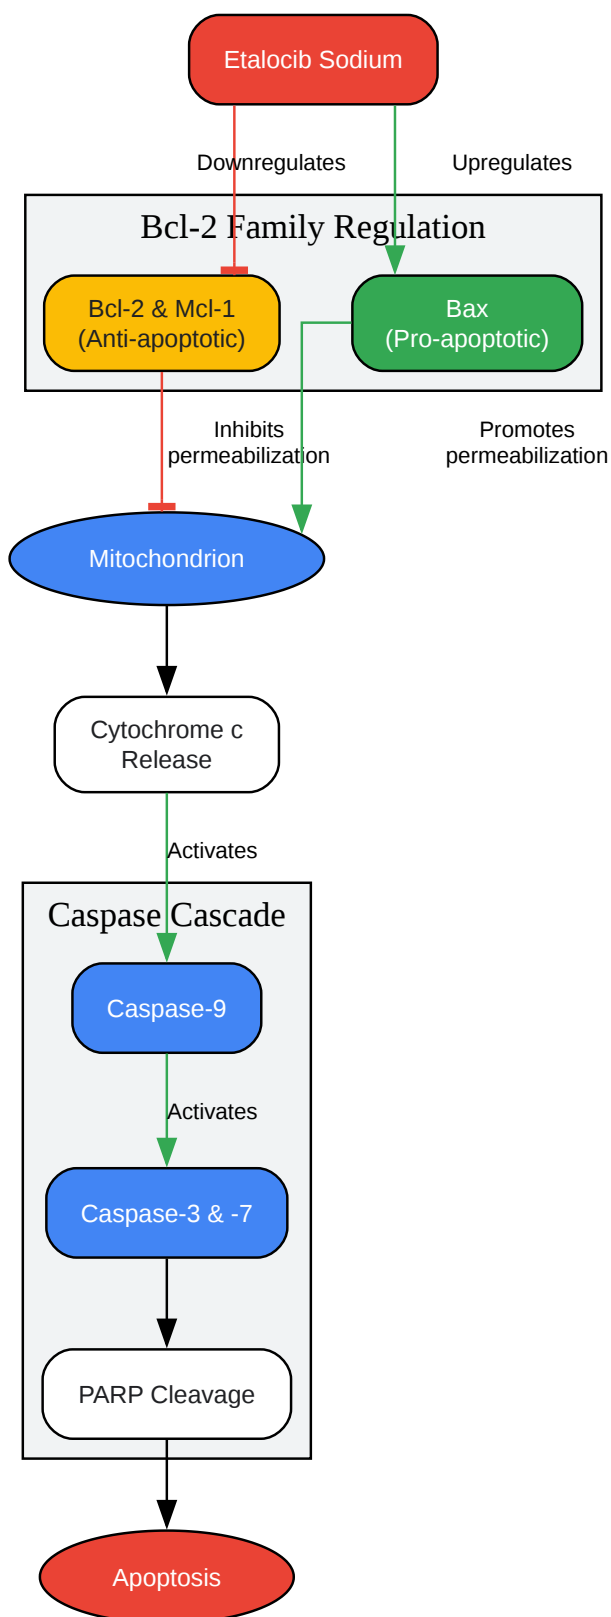 Etalocib Sodium
Downregulates
Upregulates
Bcl-2 Family Regulation
Bcl-2 & Mcl-1
(Anti-apoptotic)
Bax
(Pro-apoptotic)
Inhibits
permeabilization
Promotes
permeabilization
Mitochondrion
Cytochrome c
Release
Activates
Caspase Cascade
Caspase-9
Activates
Caspase-3 & -7
PARP Cleavage
Apoptosis